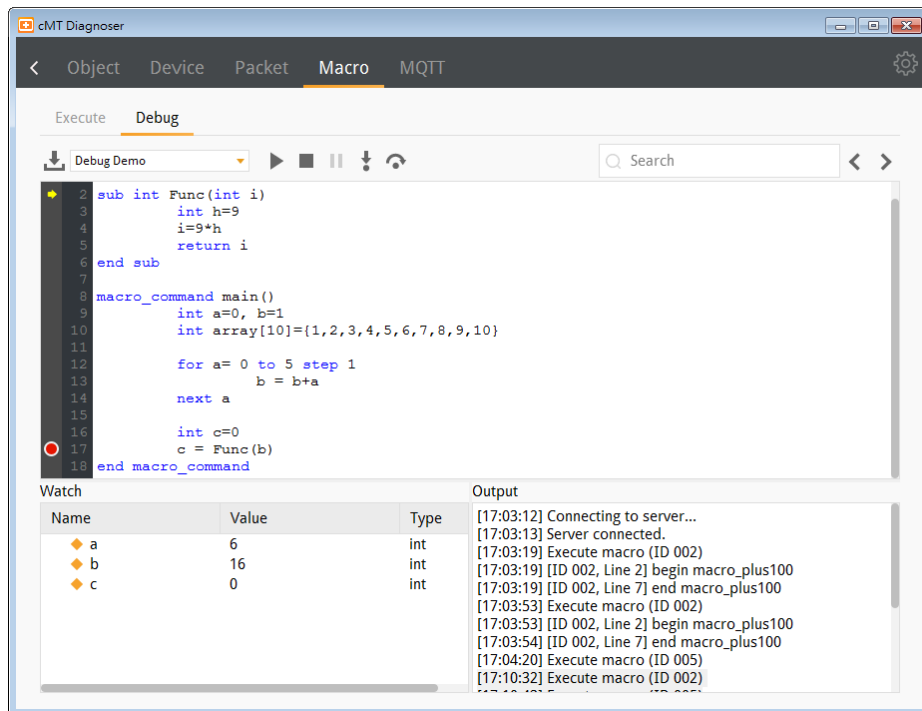 cMT Diagnoser
Object Device Packet Macro MQTT
Execute Debug
Debug Demo Search
2 sub int Func(int i)
3 int h=9
4 i=9*h
5 return i
6 end sub
7
8 macro_command main()
9 int a=0, b=1
10 int array[10]={1,2,3,4,5,6,7,8,9,10}
11
12 for a= 0 to 5 step 1
13 b = b+a
14 next a
15
16 int c=0
17 c = Func(b)
18 end macro_command
Watch
Name Value Type
a 6 int
b 16 int
c 0 int
Output
[17:03:12] Connecting to server...
[17:03:13] Server connected.
[17:03:19] Execute macro (ID 002)
[17:03:19] [ID 002, Line 2] begin macro_plus100
[17:03:19] [ID 002, Line 7] end macro_plus100
[17:03:53] Execute macro (ID 002)
[17:03:53] [ID 002, Line 2] begin macro_plus100
[17:03:54] [ID 002, Line 7] end macro_plus100
[17:04:20] Execute macro (ID 005)
[17:10:32] Execute macro (ID 002)